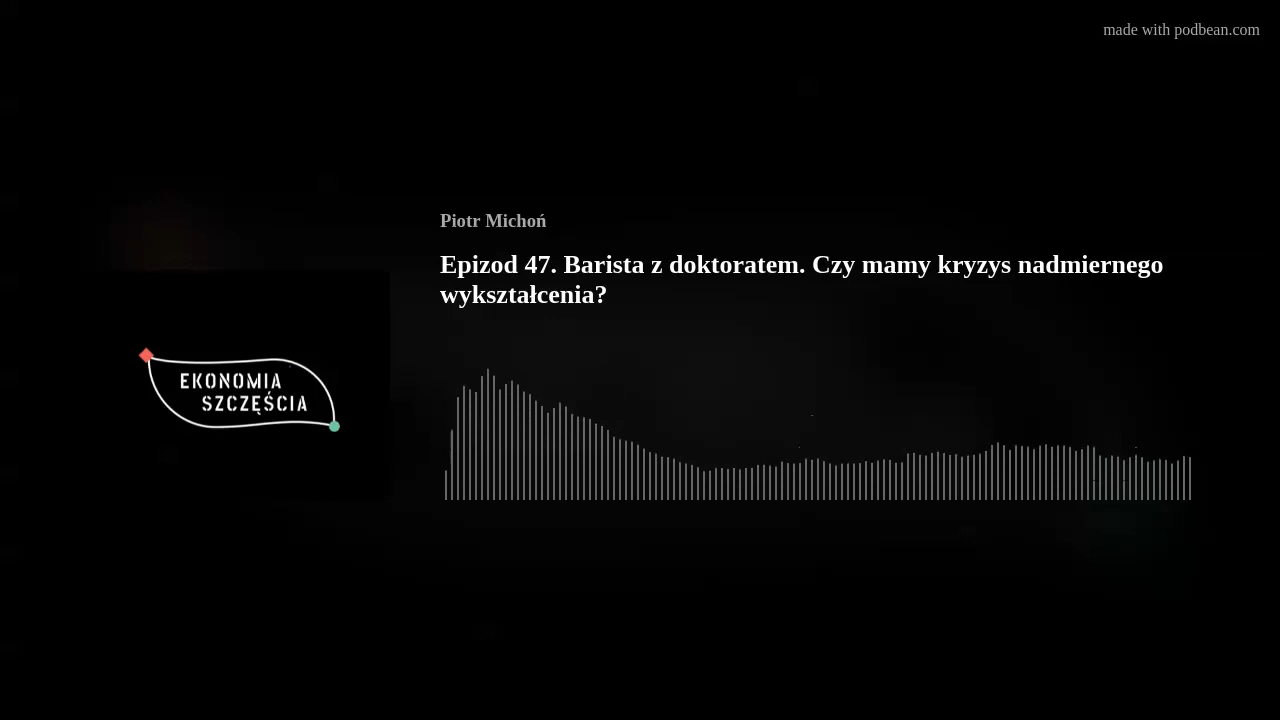 made with podbean.com
Piotr Michoń
Epizod 47. Barista z doktoratem. Czy mamy kryzys nadmiernego
wykształcenia?
EKONOMIA
SZCZĘŚCIA